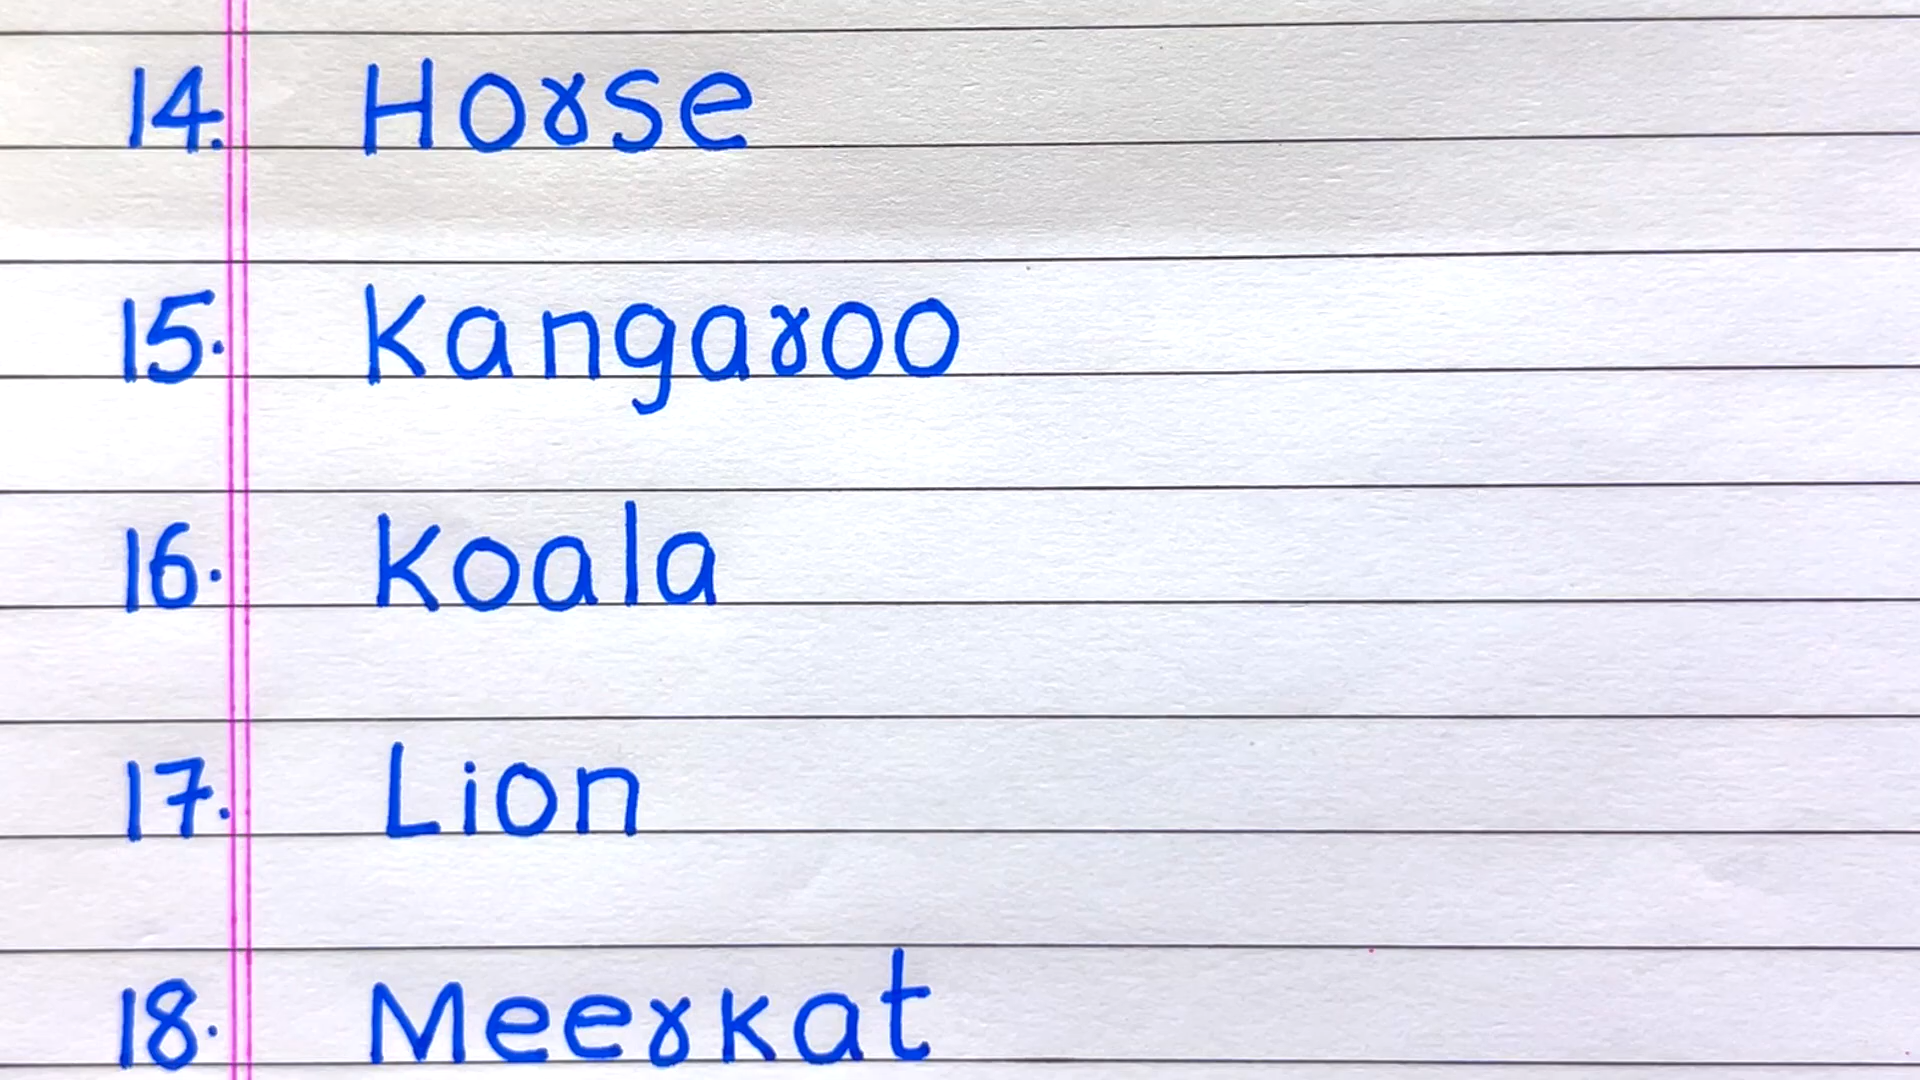 14. Horse
15. Kangaroo
16. Koala
17. Lion
18. Meerkat